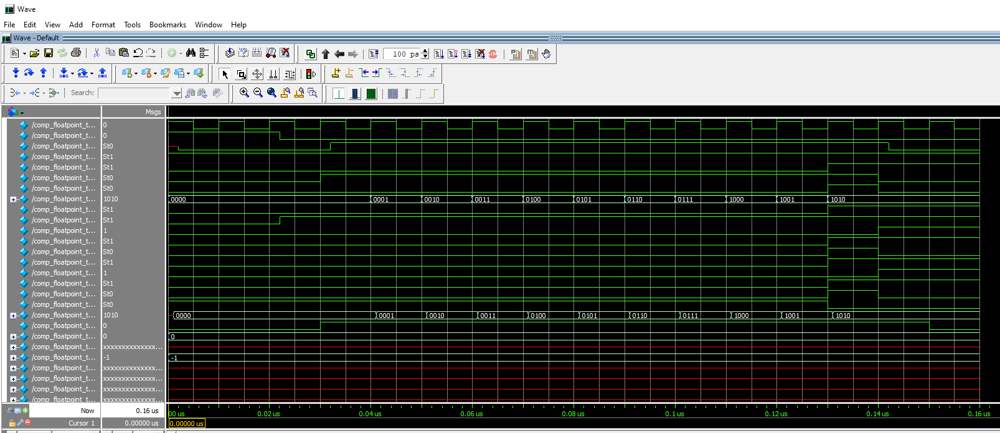 Wave
File Edit View Add Format Tools Bookmarks Window Help
Wave - Default
100 ps
Search:
Msgs
/comp_floatpoint_t... 0
/comp_floatpoint_t... 0
/comp_floatpoint_t... St0
/comp_floatpoint_t... St1
/comp_floatpoint_t... St1
/comp_floatpoint_t... St0
/comp_floatpoint_t... St0
/comp_floatpoint_t... 1010 0000 0001 0010 0011 0100 0101 0110 0111 1000 1001 1010
/comp_floatpoint_t... St1
/comp_floatpoint_t... St1
/comp_floatpoint_t... 1
/comp_floatpoint_t... St1
/comp_floatpoint_t... St0
/comp_floatpoint_t... St1
/comp_floatpoint_t... 1
/comp_floatpoint_t... St1
/comp_floatpoint_t... St0
/comp_floatpoint_t... St0
/comp_floatpoint_t... 1010 0000 0001 0010 0011 0100 0101 0110 0111 1000 1001 1010
/comp_floatpoint_t... 0
/comp_floatpoint_t... 0 0
/comp_floatpoint_t... xxxxxxxxxxxxxx...
/comp_floatpoint_t... -1 -1
/comp_floatpoint_t... xxxxxxxxxxxxxx...
/comp_floatpoint_t... xxxxxxxxxxxxxx...
/comp_floatpoint_t... xxxxxxxxxxxxxx...
/comp_floatpoint_t... xxxxxxxxxxxxxx...
Now 0.16 us 00 us 0.02 us 0.04 us 0.06 us 0.08 us 0.1 us 0.12 us 0.14 us 0.16 us
Cursor 1 0.00000 us 0.00000 us